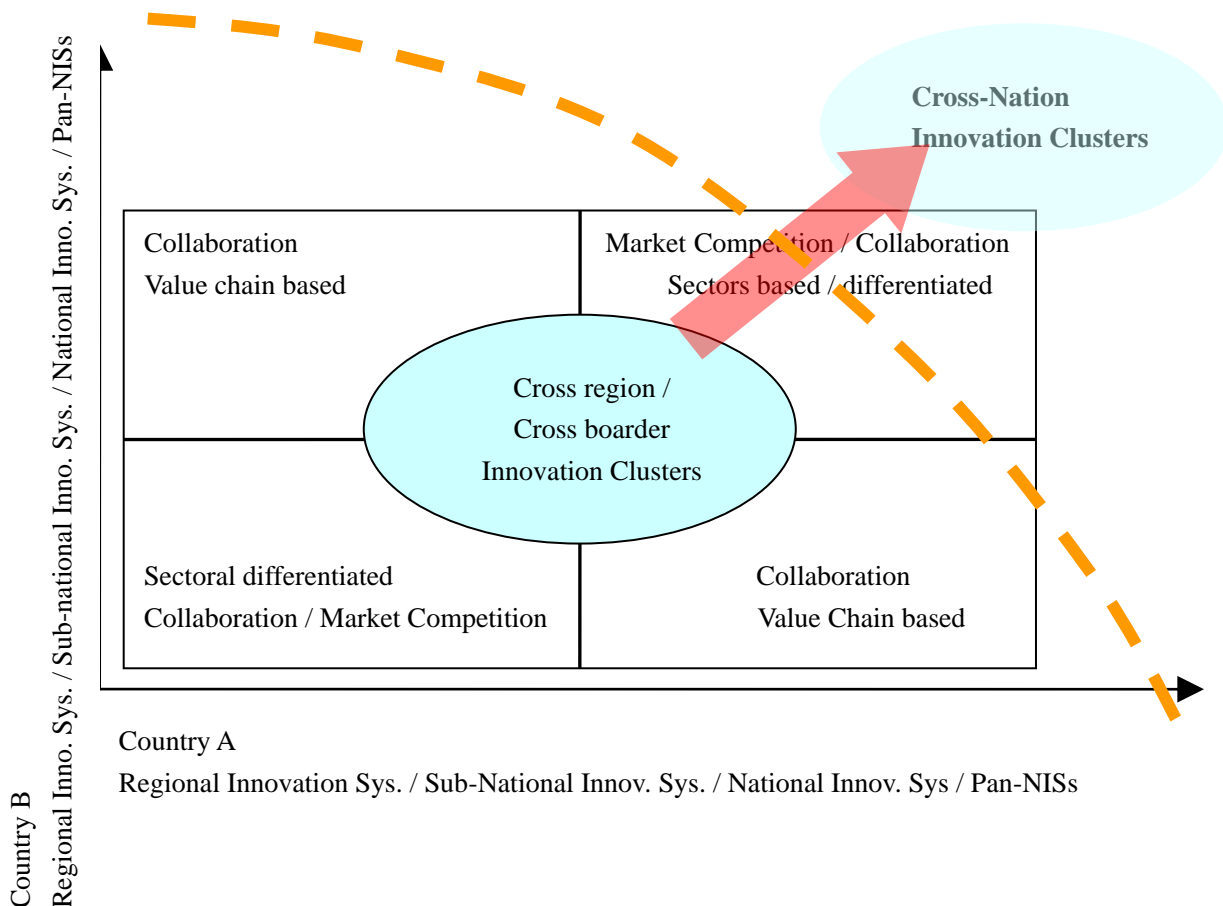 Cross-Nation
Innovation Clusters
Collaboration
Value chain based
Market Competition / Collaboration
Sectors based / differentiated
Cross region /
Cross boarder
Innovation Clusters
Sectoral differentiated
Collaboration / Market Competition
Collaboration
Value Chain based
Country A
Regional Innovation Sys. / Sub-National Innov. Sys. / National Innov. Sys / Pan-NISs
Country B
Regional Inno. Sys. / Sub-national Inno. Sys. / National Inno. Sys. / Pan-NISs